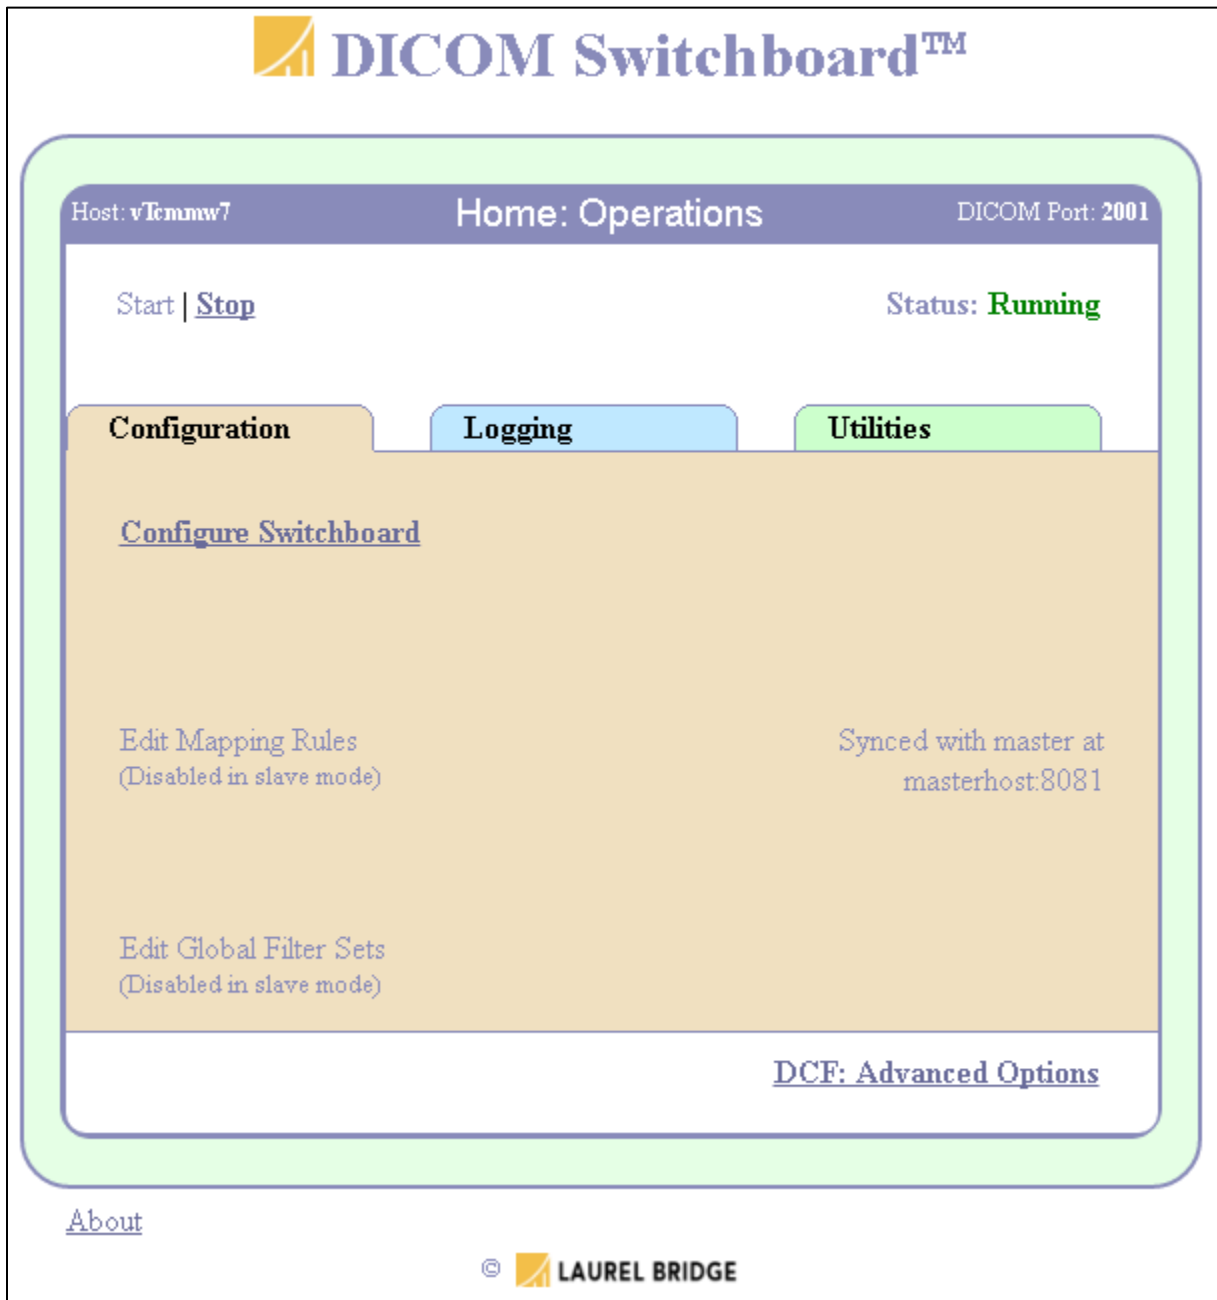 DICOM Switchboard™
Host: vTcmmw7 Home: Operations DICOM Port: 2001
Start | Stop Status: Running
Configuration Logging Utilities
Configure Switchboard
Edit Mapping Rules Synced with master at
(Disabled in slave mode) masterhost:8081
Edit Global Filter Sets
(Disabled in slave mode)
DCF: Advanced Options
About
© LAUREL BRIDGE